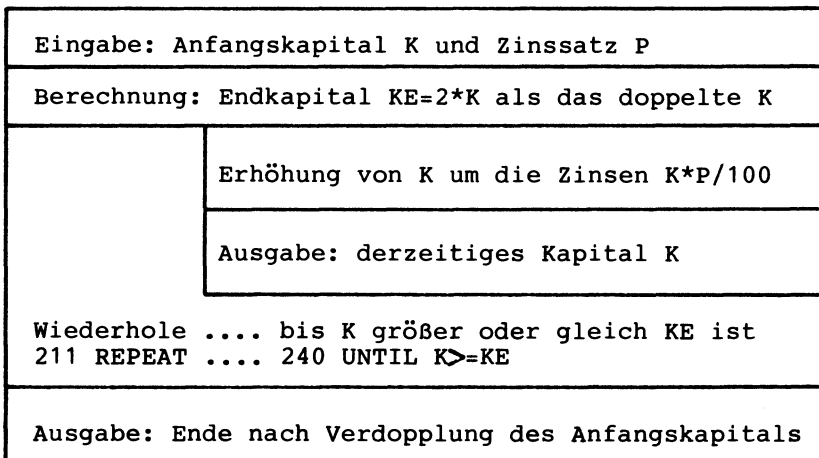 Eingabe: Anfangskapital K und Zinssatz P
Berechnung: Endkapital KE=2*K als das doppelte K
Erhöhung von K um die Zinsen K*P/100
Ausgabe: derzeitiges Kapital K
Wiederhole .... bis K größer oder gleich KE ist
211 REPEAT .... 240 UNTIL K>=KE
Ausgabe: Ende nach Verdopplung des Anfangskapitals